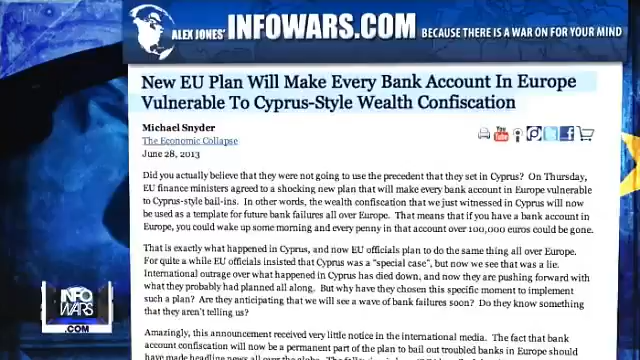 ALEX JONES' INFOWARS.COM BECAUSE THERE IS A WAR ON FOR YOUR MIND
New EU Plan Will Make Every Bank Account In Europe
Vulnerable To Cyprus-Style Wealth Confiscation
Michael Snyder
The Economic Collapse
June 28, 2013
Did you actually believe that they were not going to use the precedent that they set in Cyprus? On Thursday,
EU finance ministers agreed to a shocking new plan that will make every bank account in Europe vulnerable
to Cyprus-style bail-ins. In other words, the wealth confiscation that we just witnessed in Cyprus will now
be used as a template for future bank failures all over Europe. That means that if you have a bank account in
Europe, you could wake up some morning and every penny in that account over 100,000 euros could be gone.
That is exactly what happened in Cyprus, and now EU officials plan to do the same thing all over Europe.
For quite a while EU officials insisted that Cyprus was a "special case", but now we see that was a lie.
International outrage over what happened in Cyprus has died down, and now they are pushing forward with
what they probably had planned all along. But why have they chosen this specific moment to implement
such a plan? Are they anticipating that we will see a wave of bank failures soon? Do they know something
that they aren't telling us?
Amazingly, this announcement received very little notice in the international media. The fact that bank
account confiscation will now be a permanent part of the plan to bail out troubled banks in Europe should
have made headline news all over the
INFO
WARS
.COM